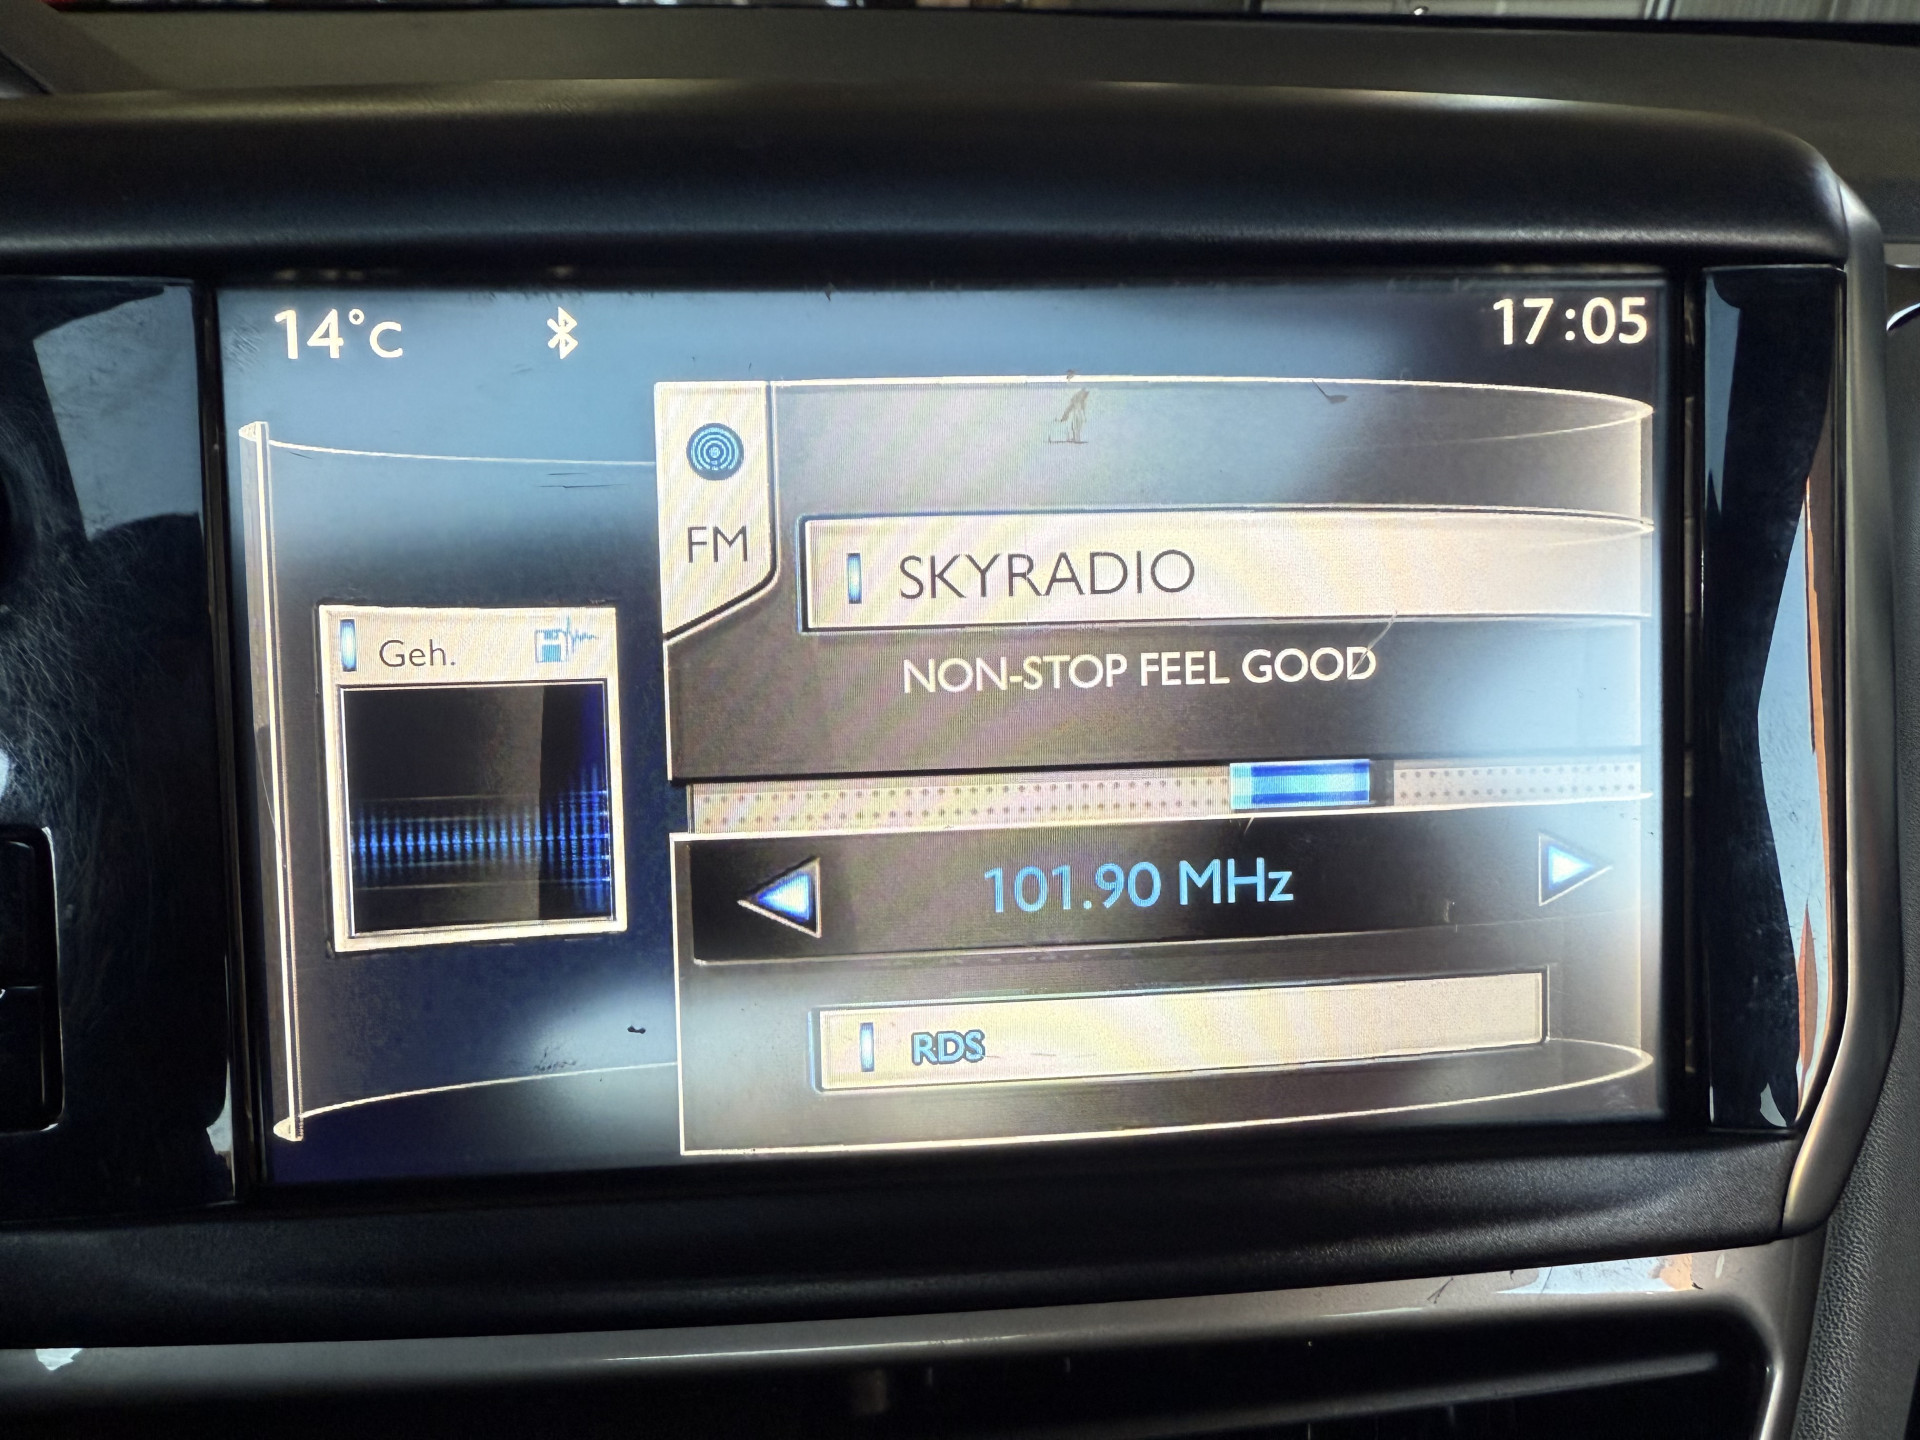 14°C
17:05
FM
SKYRADIO
Geh.
NON-STOP FEEL GOOD
101.90 MHz
RDS